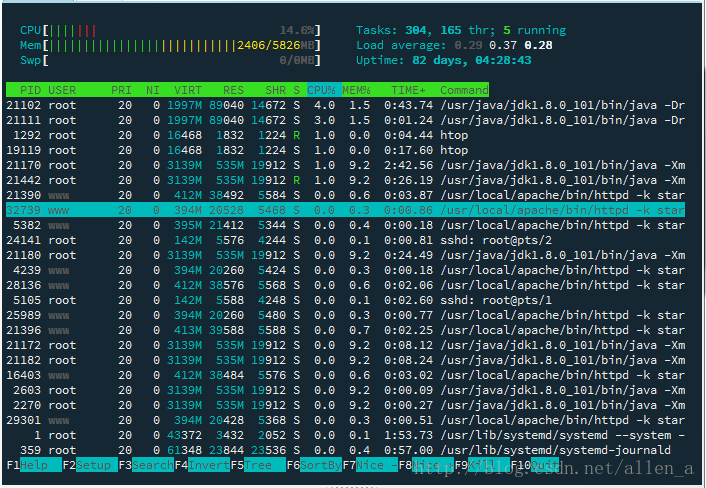 CPU[||||||| 14.6%] Tasks: 304, 165 thr; 5 running
Mem[|||||||||||||||||||||||||||2406/5826MB] Load average: 0.29 0.37 0.28
Swp[ 0/0MB] Uptime: 82 days, 04:28:43
PID USER PRI NI VIRT RES SHR S CPU% MEM% TIME+ Command
21102 root 20 0 1997M 89040 14672 S 4.0 1.5 0:43.74 /usr/java/jdk1.8.0_101/bin/java -Dr
21111 root 20 0 1997M 89040 14672 S 3.0 1.5 0:01.24 /usr/java/jdk1.8.0_101/bin/java -Dr
1292 root 20 0 16468 1832 1224 R 1.0 0.0 0:04.44 htop
19119 root 20 0 16468 1832 1224 S 1.0 0.0 0:17.60 htop
21170 root 20 0 3139M 535M 19912 S 1.0 9.2 2:42.56 /usr/java/jdk1.8.0_101/bin/java -Xm
21442 root 20 0 3139M 535M 19912 R 1.0 9.2 0:26.19 /usr/java/jdk1.8.0_101/bin/java -Xm
21390 www 20 0 412M 38492 5584 S 0.0 0.6 0:03.87 /usr/local/apache/bin/httpd -k star
32739 www 20 0 394M 20528 5468 S 0.0 0.3 0:00.86 /usr/local/apache/bin/httpd -k star
5382 www 20 0 395M 21412 5344 S 0.0 0.4 0:00.18 /usr/local/apache/bin/httpd -k star
24141 root 20 0 142M 5576 4244 S 0.0 0.1 0:00.81 sshd: root@pts/2
21180 root 20 0 3139M 535M 19912 S 0.0 9.2 0:24.49 /usr/java/jdk1.8.0_101/bin/java -Xm
4239 www 20 0 394M 20260 5424 S 0.0 0.3 0:00.18 /usr/local/apache/bin/httpd -k star
28136 www 20 0 412M 38576 5568 S 0.0 0.6 0:02.06 /usr/local/apache/bin/httpd -k star
5105 root 20 0 142M 5588 4248 S 0.0 0.1 0:02.60 sshd: root@pts/1
25989 www 20 0 394M 20260 5480 S 0.0 0.3 0:00.77 /usr/local/apache/bin/httpd -k star
21396 www 20 0 413M 39588 5588 S 0.0 0.7 0:02.25 /usr/local/apache/bin/httpd -k star
21172 root 20 0 3139M 535M 19912 S 0.0 9.2 0:08.12 /usr/java/jdk1.8.0_101/bin/java -Xm
21182 root 20 0 3139M 535M 19912 S 0.0 9.2 0:08.24 /usr/java/jdk1.8.0_101/bin/java -Xm
16403 www 20 0 412M 38484 5576 S 0.0 0.6 0:03.02 /usr/local/apache/bin/httpd -k star
2603 root 20 0 3139M 535M 19912 S 0.0 9.2 0:00.09 /usr/java/jdk1.8.0_101/bin/java -Xm
2270 root 20 0 3139M 535M 19912 S 0.0 9.2 0:00.27 /usr/java/jdk1.8.0_101/bin/java -Xm
29301 www 20 0 394M 20428 5368 S 0.0 0.3 0:00.51 /usr/local/apache/bin/httpd -k star
1 root 20 0 43372 3432 2052 S 0.0 0.1 1:53.73 /usr/lib/systemd/systemd --system -
359 root 20 0 61348 23844 23536 S 0.0 0.4 0:57.00 /usr/lib/systemd/systemd-journald
F1Help F2Setup F3SearchF4InvertF5Tree F6SortByF7Nice -F8Nice +F9Kill F10Quit
http://blog.csdn.net/allen_a